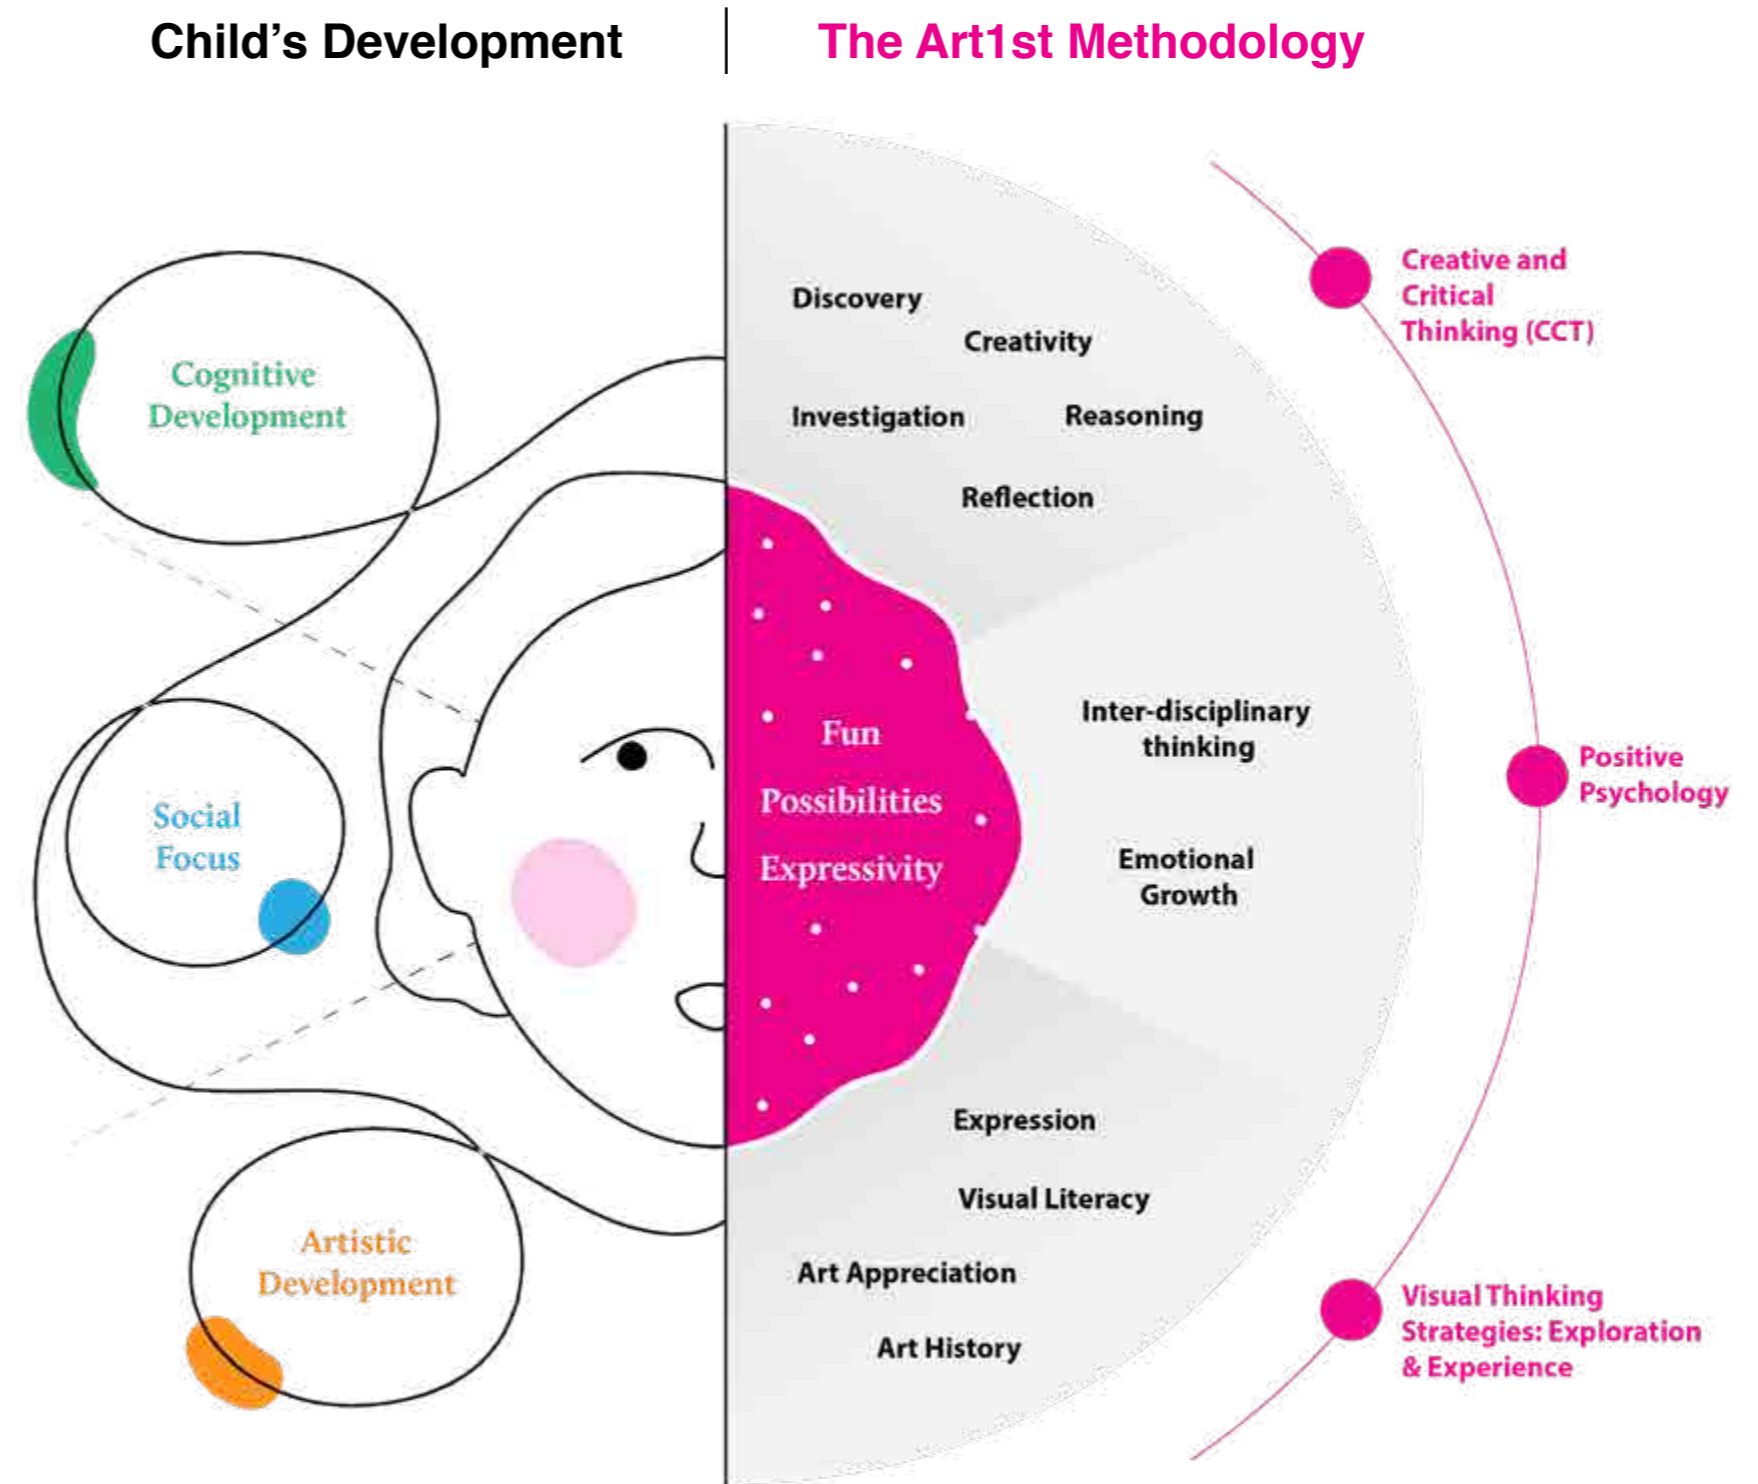 Child’s Development
The Art1st Methodology
Cognitive
Development
Social
Focus
Artistic
Development
Fun
Possibilities
Expressivity
Discovery
Creativity
Investigation
Reasoning
Reflection
Inter-disciplinary
thinking
Emotional
Growth
Expression
Visual Literacy
Art Appreciation
Art History
Creative and
Critical
Thinking (CCT)
Positive
Psychology
Visual Thinking
Strategies: Exploration
& Experience